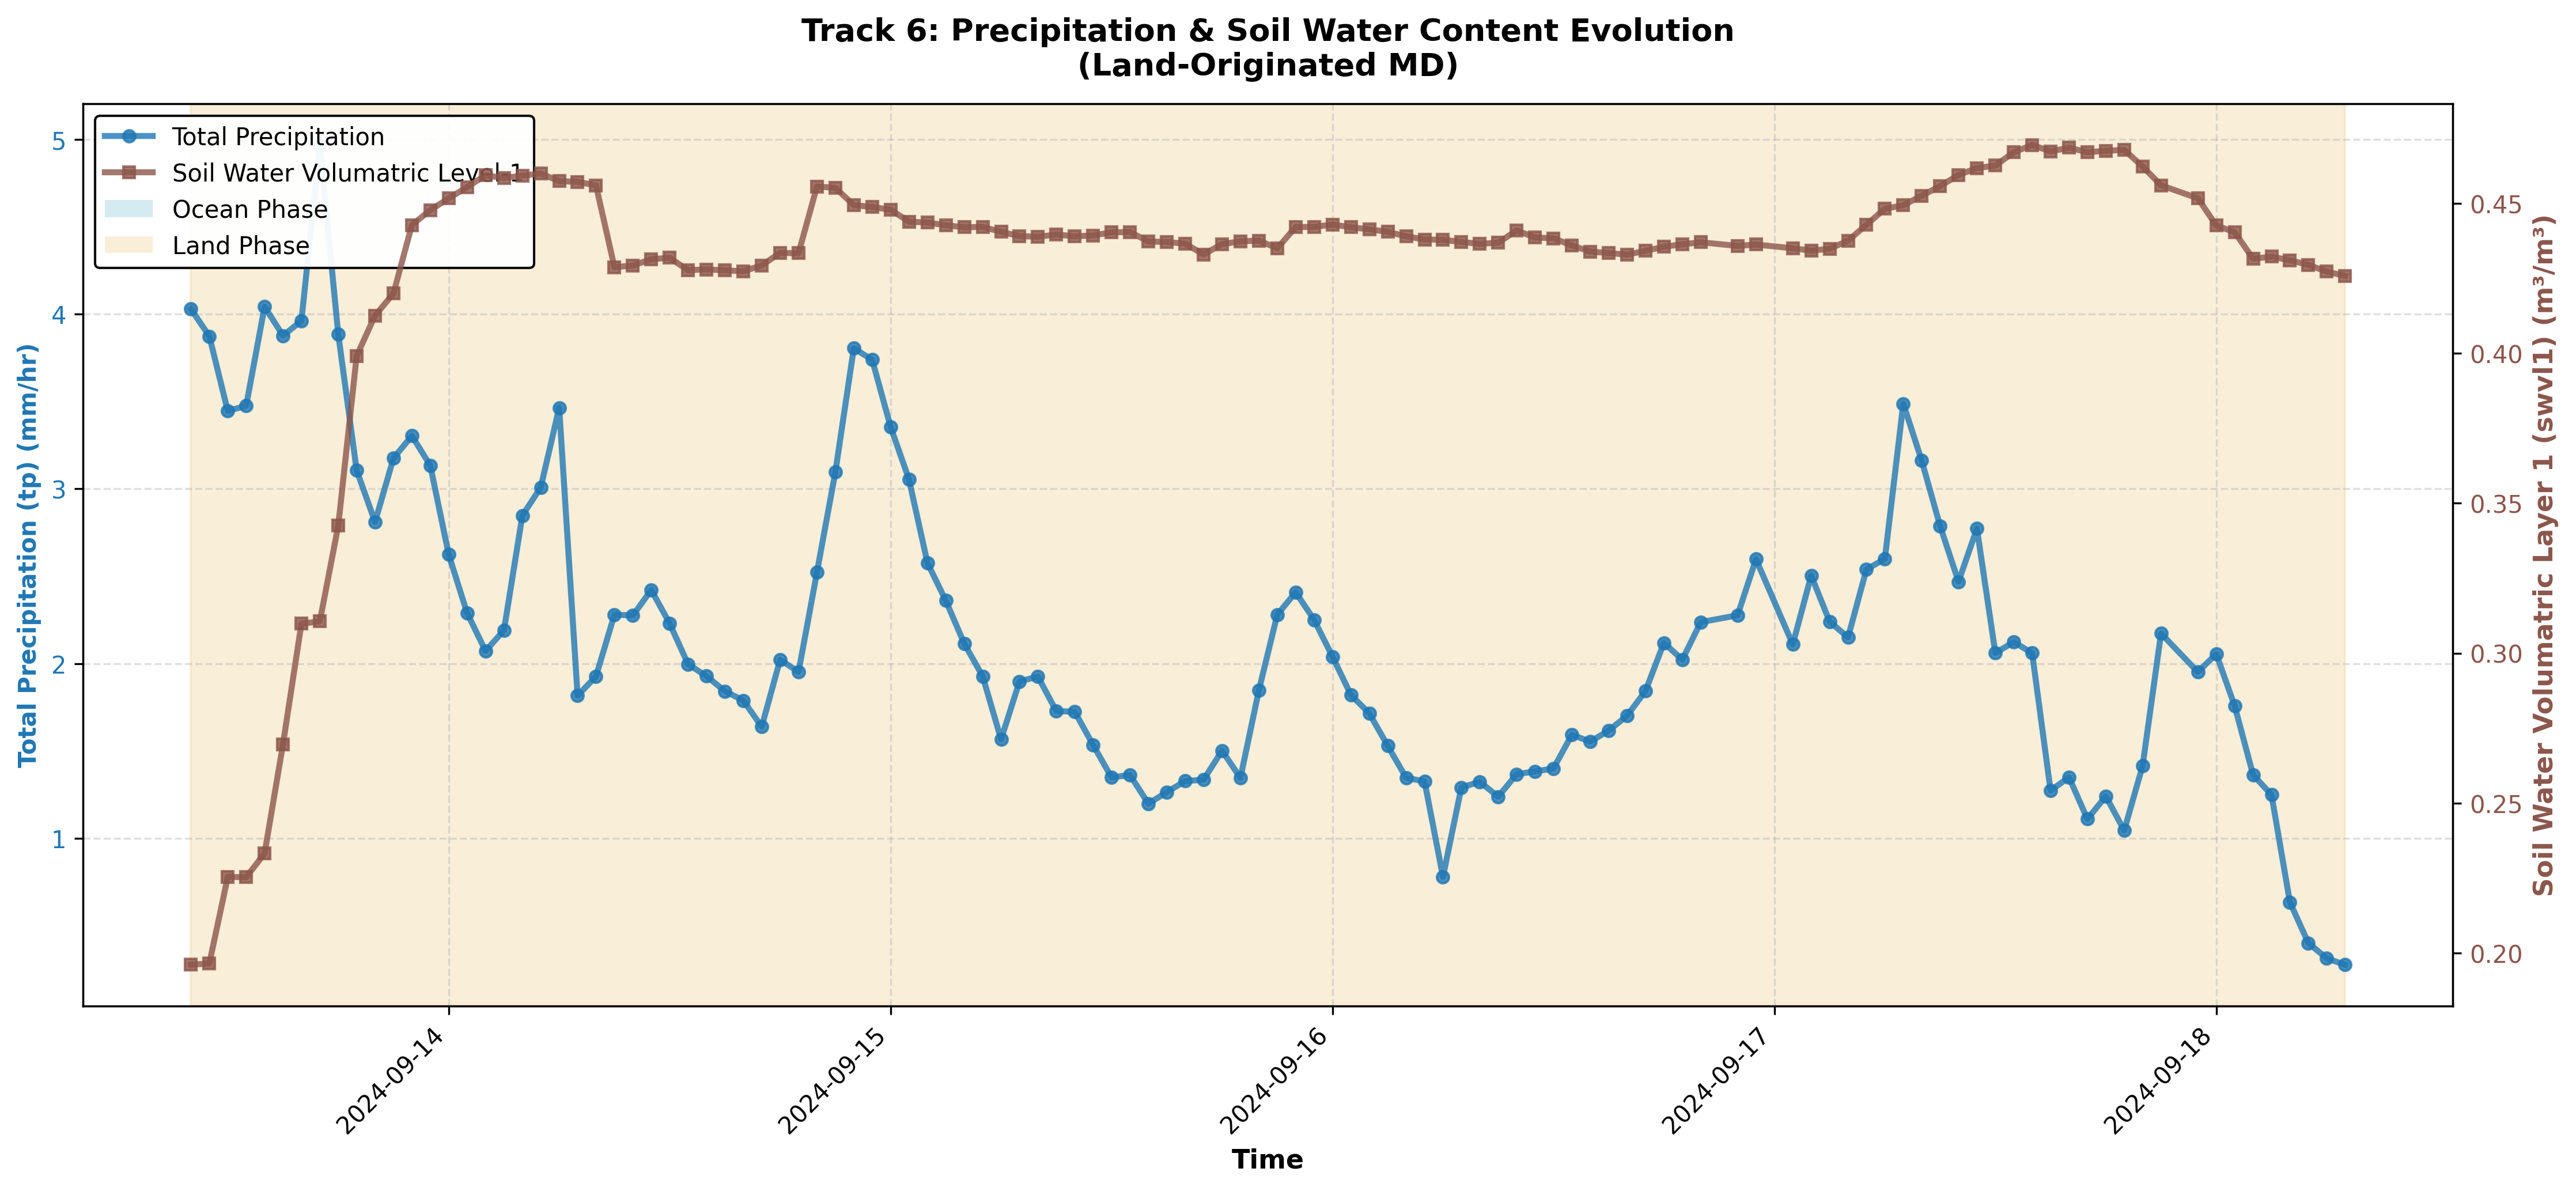 Track 6: Precipitation & Soil Water Content Evolution
(Land-Originated MD)
Total Precipitation
Soil Water Volumatric Level 1
Ocean Phase
Land Phase
5
4
3
2
1
Total Precipitation (tp) (mm/hr)
0.45
0.40
0.35
0.30
0.25
0.20
Soil Water Volumatric Layer 1 (swvl1) (m³/m³)
2024-09-14
2024-09-15
2024-09-16
2024-09-17
2024-09-18
Time